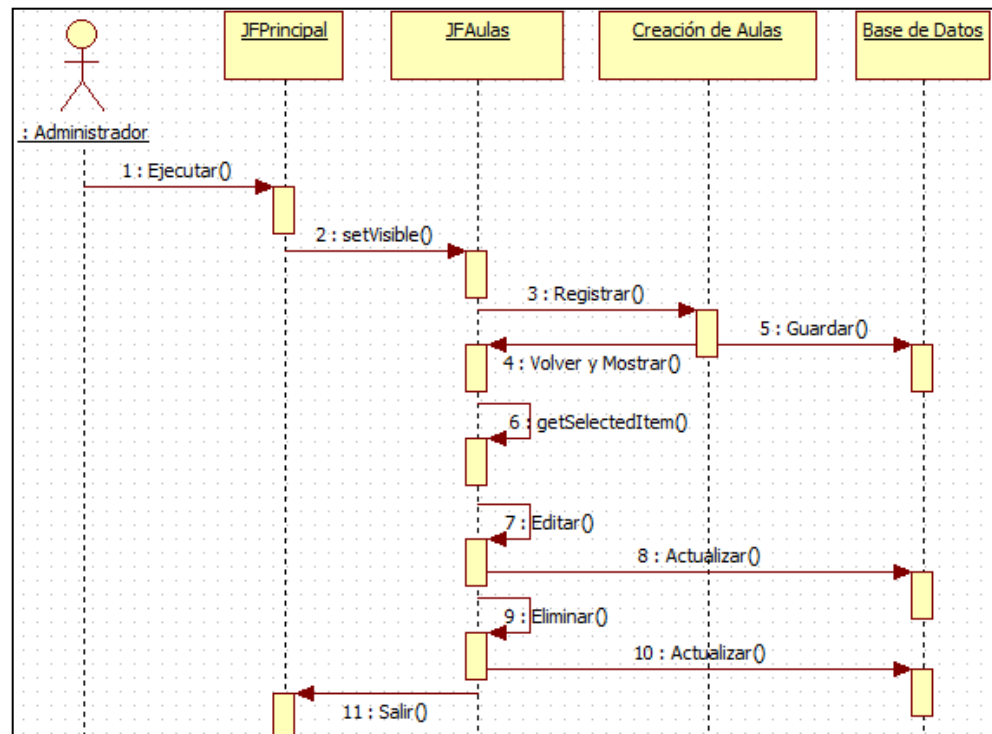 JFPrincipal
JFAulas
Creación de Aulas
Base de Datos
: Administrador
1 : Ejecutar()
2 : setVisible()
3 : Registrar()
5 : Guardar()
4 : Volver y Mostrar()
6 : getSelectedItem()
7 : Editar()
8 : Actualizar()
9 : Eliminar()
10 : Actualizar()
11 : Salir()